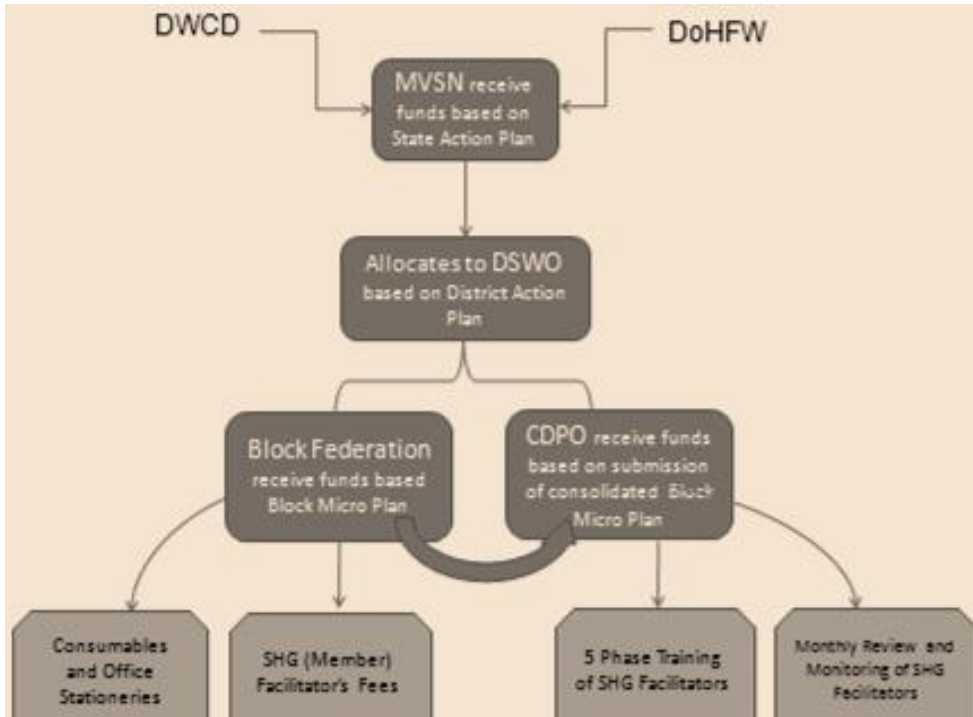 DWCD
DoHFW
MVSN receive
funds based on
State Action Plan
Allocates to DSWO
based on District Action
Plan
Block Federation
receive funds based
Block Micro Plan
CDPO receive funds
based on submission
of consolidated Block
Micro Plan
Consumables
and Office
Stationeries
SHG (Member)
Facilitator's Fees
5 Phase Training
of SHG Facilitators
Monthly Review and
Monitoring of SHG
Facilitators